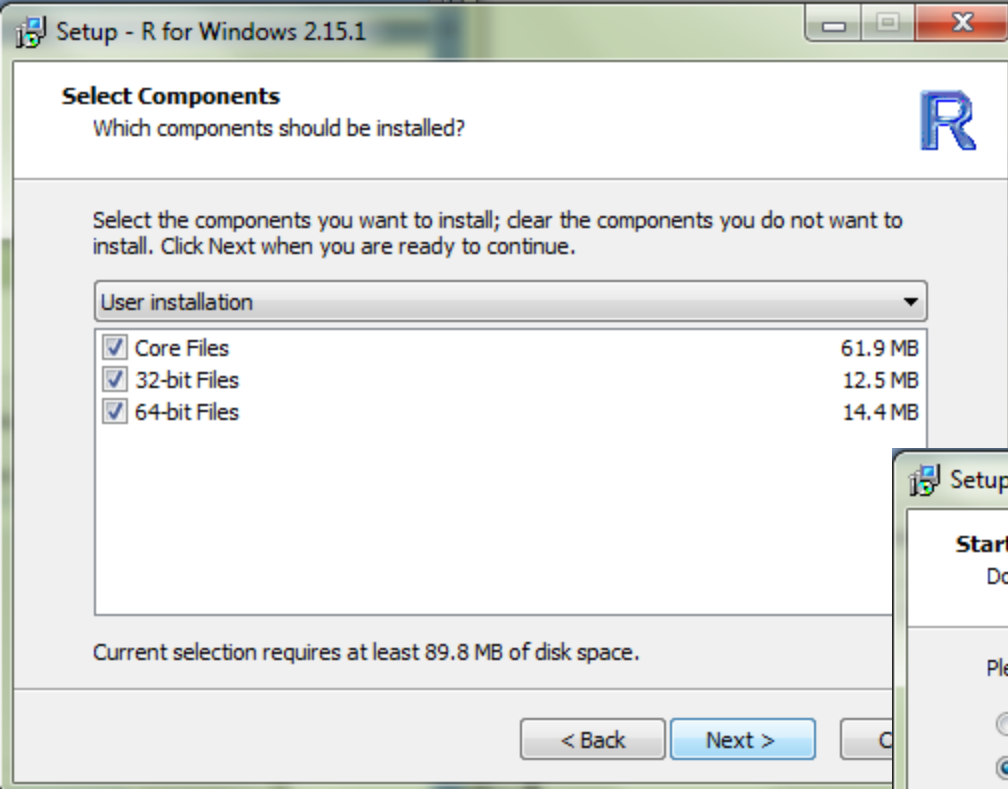 Setup - R for Windows 2.15.1
Select Components
Which components should be installed?
R
Select the components you want to install; clear the components you do not want to
install. Click Next when you are ready to continue.
User installation
Core Files 61.9 MB
32-bit Files 12.5 MB
64-bit Files 14.4 MB
Current selection requires at least 89.8 MB of disk space.
< Back Next >
Setup